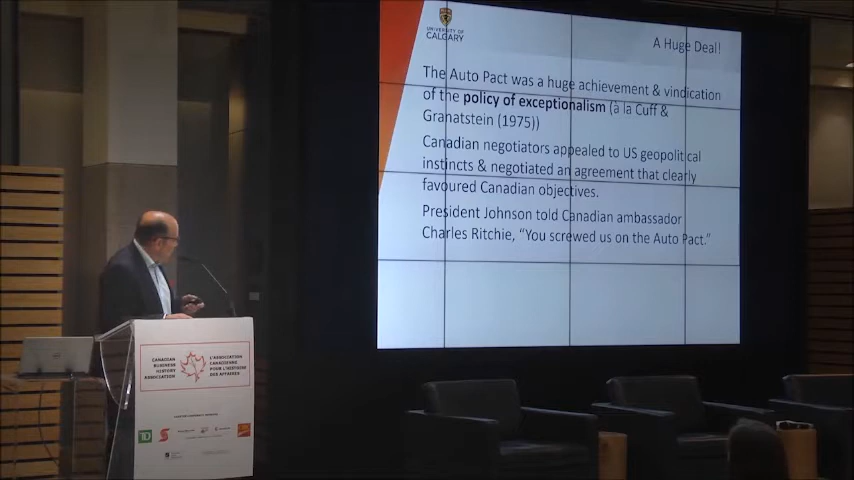 UNIVERSITY OF
CALGARY
A Huge Deal!
The Auto Pact was a huge achievement & vindication
of the policy of exceptionalism (à la Cuff &
Granatstein (1975))
Canadian negotiators appealed to US geopolitical
instincts & negotiated an agreement that clearly
favoured Canadian objectives.
President Johnson told Canadian ambassador
Charles Ritchie, “You screwed us on the Auto Pact.”
CANADIAN
BUSINESS
HISTORY
ASSOCIATION
L'ASSOCIATION
CANADIENNE
POUR L'HISTOIRE
DES AFFAIRES
TD